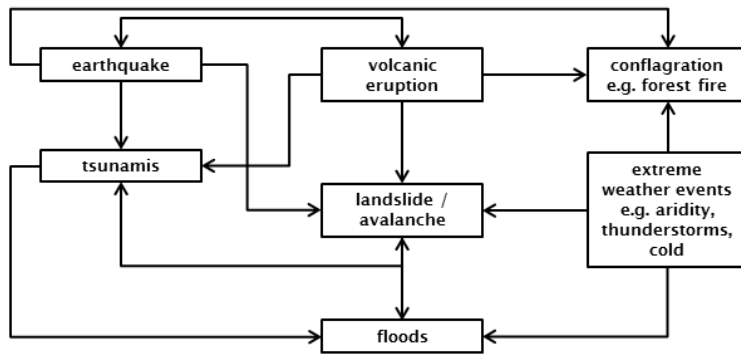 earthquake
volcanic
eruption
conflagration
e.g. forest fire
tsunamis
landslide /
avalanche
extreme
weather events
e.g. aridity,
thunderstorms,
cold
floods